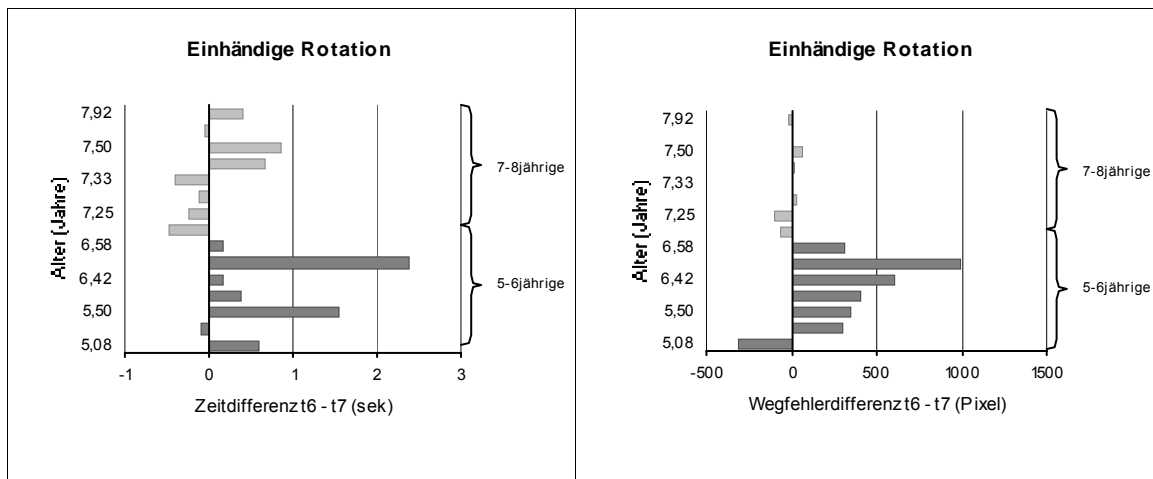 Einhändige Rotation
7,92
7,50
7,33
7,25
6,58
6,42
5,50
5,08
Alter (Jahre)
-1 0 1 2 3
Zeitdifferenz t6 - t7 (sek)
7-8jährige
5-6jährige
Einhändige Rotation
7,92
7,50
7,33
7,25
6,58
6,42
5,50
5,08
Alter (Jahre)
-500 0 500 1000 1500
Wegfehlerdifferenz t6 - t7 (Pixel)
7-8jährige
5-6jährige